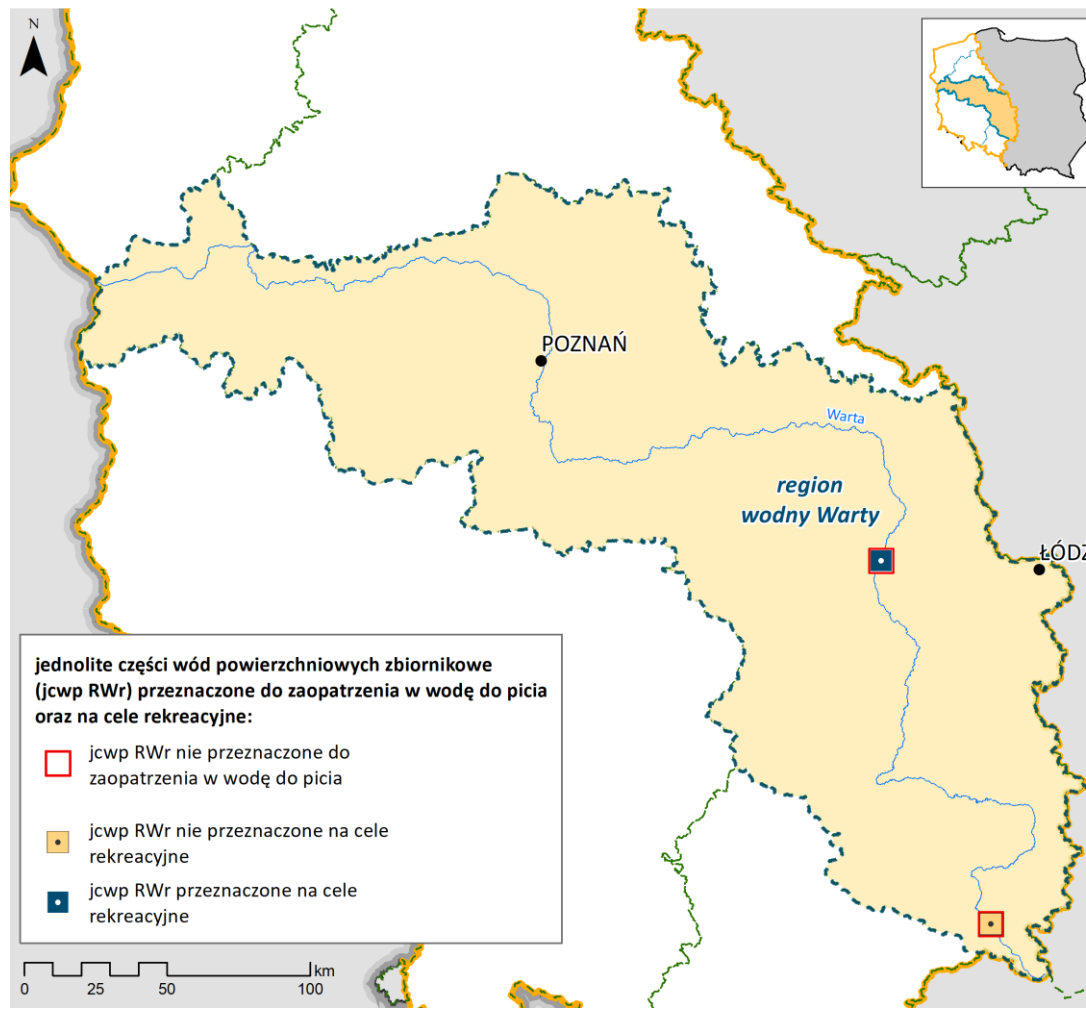 N
POZNAŃ
Warta
region
wodny Warty
ŁÓDZ
jednolite części wód powierzchniowych zbiornikowe
(jcwp RWr) przeznaczone do zaopatrzenia w wodę do picia
oraz na cele rekreacyjne:
jcwp RWr nie przeznaczone do
zaopatrzenia w wodę do picia
jcwp RWr nie przeznaczone na cele
rekreacyjne
jcwp RWr przeznaczone na cele
rekreacyjne
km
0 25 50 100